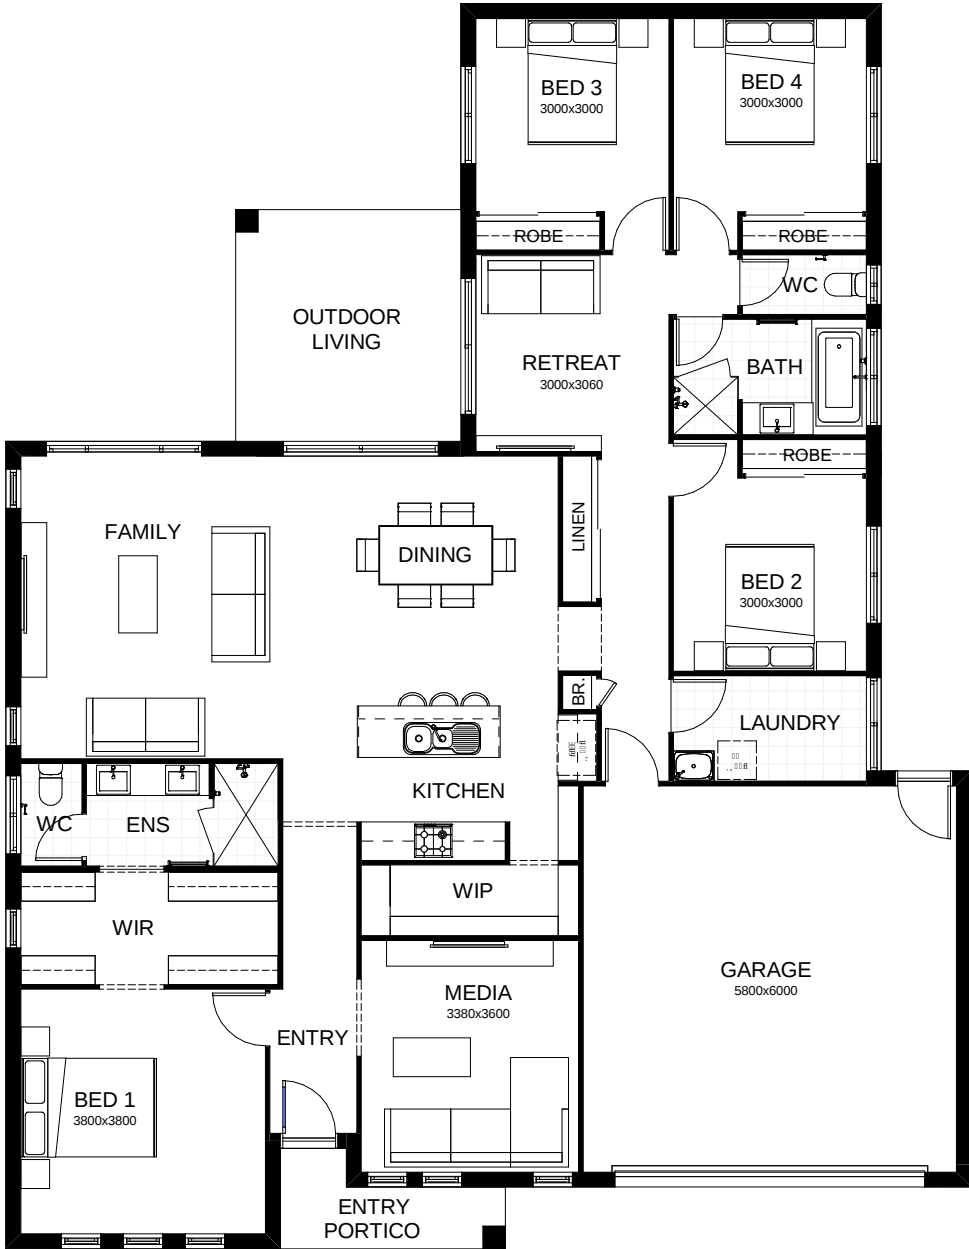 BED 3
3000x3000
BED 4
3000x3000
ROBE
ROBE
WC
OUTDOOR
LIVING
RETREAT
3000x3060
BATH
ROBE
FAMILY
DINING
LINEN
BED 2
3000x3000
BR.
LAUNDRY
KITCHEN
WC
ENS
WIP
WIR
MEDIA
3380x3600
GARAGE
5800x6000
ENTRY
BED 1
3800x3800
ENTRY
PORTICO